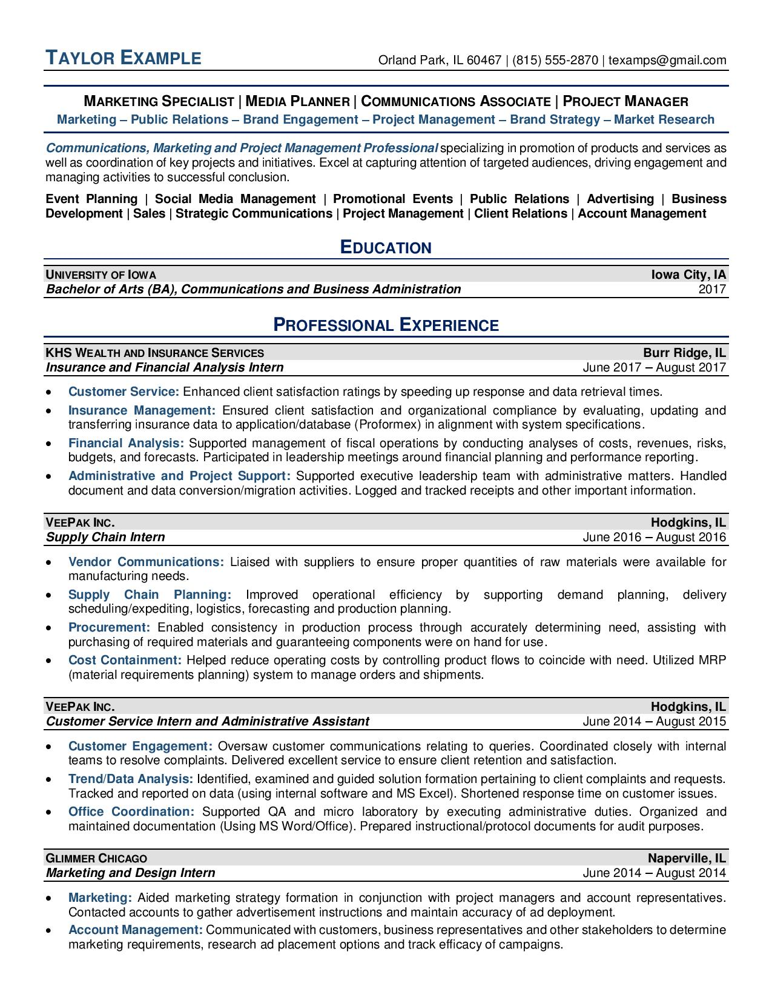 TAYLOR EXAMPLE
Orland Park, IL 60467 | (815) 555-2870 | texamps@gmail.com
MARKETING SPECIALIST | MEDIA PLANNER | COMMUNICATIONS ASSOCIATE | PROJECT MANAGER
Marketing – Public Relations – Brand Engagement – Project Management – Brand Strategy – Market Research
Communications, Marketing and Project Management Professional specializing in promotion of products and services as
well as coordination of key projects and initiatives. Excel at capturing attention of targeted audiences, driving engagement and
managing activities to successful conclusion.
Event Planning | Social Media Management | Promotional Events | Public Relations | Advertising | Business
Development | Sales | Strategic Communications | Project Management | Client Relations | Account Management
EDUCATION
UNIVERSITY OF IOWA Iowa City, IA
Bachelor of Arts (BA), Communications and Business Administration 2017
PROFESSIONAL EXPERIENCE
KHS WEALTH AND INSURANCE SERVICES Burr Ridge, IL
Insurance and Financial Analysis Intern June 2017 – August 2017
• Customer Service: Enhanced client satisfaction ratings by speeding up response and data retrieval times.
• Insurance Management: Ensured client satisfaction and organizational compliance by evaluating, updating and
transferring insurance data to application/database (Proformex) in alignment with system specifications.
• Financial Analysis: Supported management of fiscal operations by conducting analyses of costs, revenues, risks,
budgets, and forecasts. Participated in leadership meetings around financial planning and performance reporting.
• Administrative and Project Support: Supported executive leadership team with administrative matters. Handled
document and data conversion/migration activities. Logged and tracked receipts and other important information.
VEEPAK INC. Hodgkins, IL
Supply Chain Intern June 2016 – August 2016
• Vendor Communications: Liaised with suppliers to ensure proper quantities of raw materials were available for
manufacturing needs.
• Supply Chain Planning: Improved operational efficiency by supporting demand planning, delivery
scheduling/expediting, logistics, forecasting and production planning.
• Procurement: Enabled consistency in production process through accurately determining need, assisting with
purchasing of required materials and guaranteeing components were on hand for use.
• Cost Containment: Helped reduce operating costs by controlling product flows to coincide with need. Utilized MRP
(material requirements planning) system to manage orders and shipments.
VEEPAK INC. Hodgkins, IL
Customer Service Intern and Administrative Assistant June 2014 – August 2015
• Customer Engagement: Oversaw customer communications relating to queries. Coordinated closely with internal
teams to resolve complaints. Delivered excellent service to ensure client retention and satisfaction.
• Trend/Data Analysis: Identified, examined and guided solution formation pertaining to client complaints and requests.
Tracked and reported on data (using internal software and MS Excel). Shortened response time on customer issues.
• Office Coordination: Supported QA and micro laboratory by executing administrative duties. Organized and
maintained documentation (Using MS Word/Office). Prepared instructional/protocol documents for audit purposes.
GLIMMER CHICAGO Naperville, IL
Marketing and Design Intern June 2014 – August 2014
• Marketing: Aided marketing strategy formation in conjunction with project managers and account representatives.
Contacted accounts to gather advertisement instructions and maintain accuracy of ad deployment.
• Account Management: Communicated with customers, business representatives and other stakeholders to determine
marketing requirements, research ad placement options and track efficacy of campaigns.